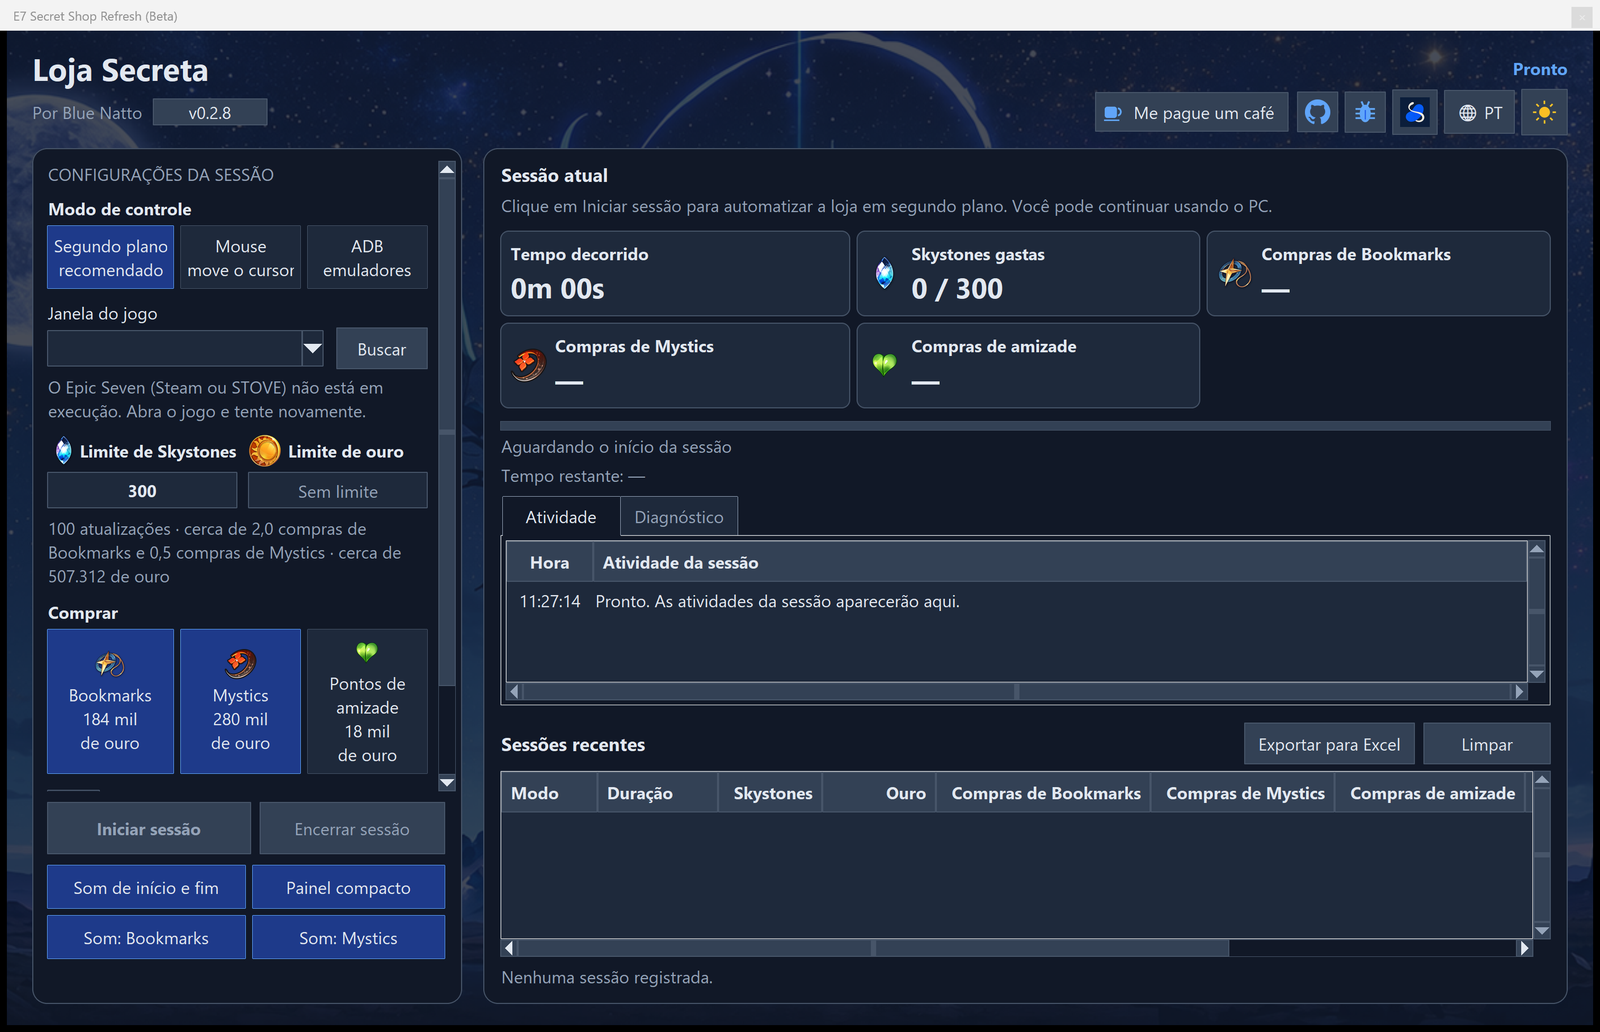 E7 Secret Shop Refresh (Beta)
Loja Secreta
Pronto
Por Blue Natto
v0.2.8
Me pague um café
PT
CONFIGURAÇÕES DA SESSÃO
Modo de controle
Segundo plano
recomendado
Mouse
move o cursor
ADB
emuladores
Janela do jogo
Buscar
O Epic Seven (Steam ou STOVE) não está em
execução. Abra o jogo e tente novamente.
Limite de Skystones
Limite de ouro
300
Sem limite
100 atualizações · cerca de 2,0 compras de
Bookmarks e 0,5 compras de Mystics · cerca de
507.312 de ouro
Comprar
Bookmarks
184 mil
de ouro
Mystics
280 mil
de ouro
Pontos de
amizade
18 mil
de ouro
Iniciar sessão
Encerrar sessão
Som de início e fim
Painel compacto
Som: Bookmarks
Som: Mystics
Sessão atual
Clique em Iniciar sessão para automatizar a loja em segundo plano. Você pode continuar usando o PC.
Tempo decorrido
0m 00s
Skystones gastas
0 / 300
Compras de Bookmarks
—
Compras de Mystics
—
Compras de amizade
—
Aguardando o início da sessão
Tempo restante: —
Atividade
Diagnóstico
Hora
Atividade da sessão
11:27:14
Pronto. As atividades da sessão aparecerão aqui.
Sessões recentes
Exportar para Excel
Limpar
Modo
Duração
Skystones
Ouro
Compras de Bookmarks
Compras de Mystics
Compras de amizade
Nenhuma sessão registrada.